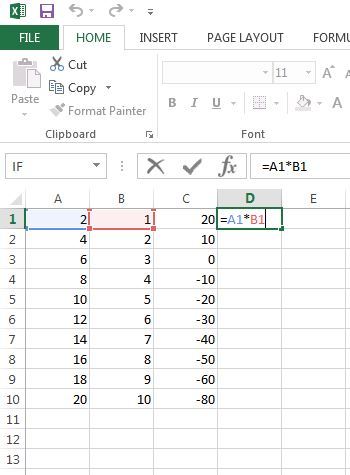 FILE HOME INSERT PAGE LAYOUT FORMU
Cut
Copy
Paste
Format Painter
11
B I U
Clipboard
Font
IF fx =A1*B1
A B C D E
1 2 1 20 =A1*B1
2 4 2 10
3 6 3 0
4 8 4 -10
5 10 5 -20
6 12 6 -30
7 14 7 -40
8 16 8 -50
9 18 9 -60
10 20 10 -80
11
12
13